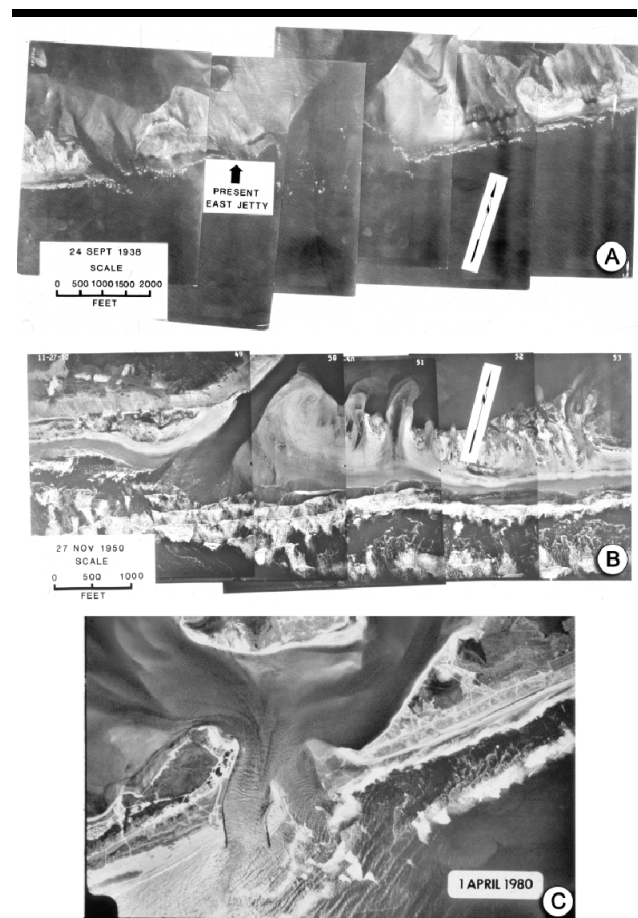 PRESENT
EAST JETTY
24 SEPT 1938
SCALE
0 500 1000 1500 2000
FEET
A
11-27-50
49
50
51
52
53
27 NOV 1950
SCALE
0 500 1000
FEET
B
1 APRIL 1980
C